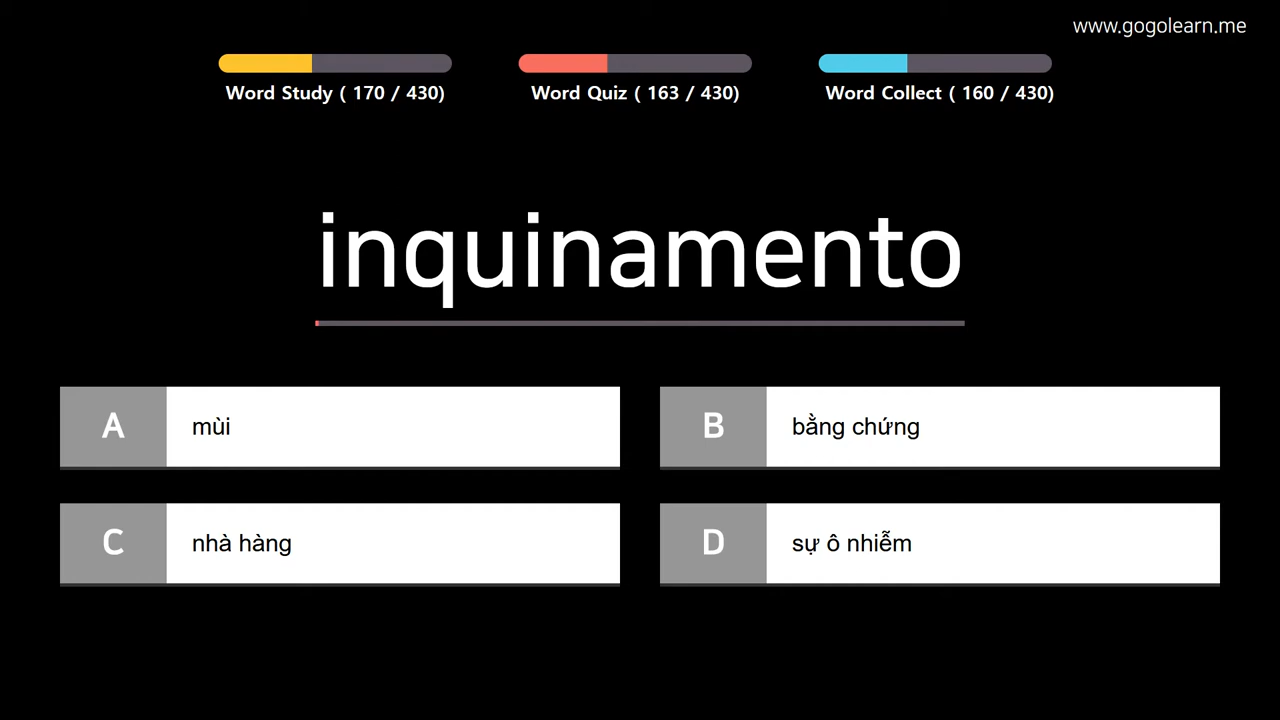 www.gogolearn.me
Word Study ( 170 / 430)
Word Quiz ( 163 / 430)
Word Collect ( 160 / 430)
inquinamento
A
mùi
B
bằng chứng
C
nhà hàng
D
sự ô nhiễm